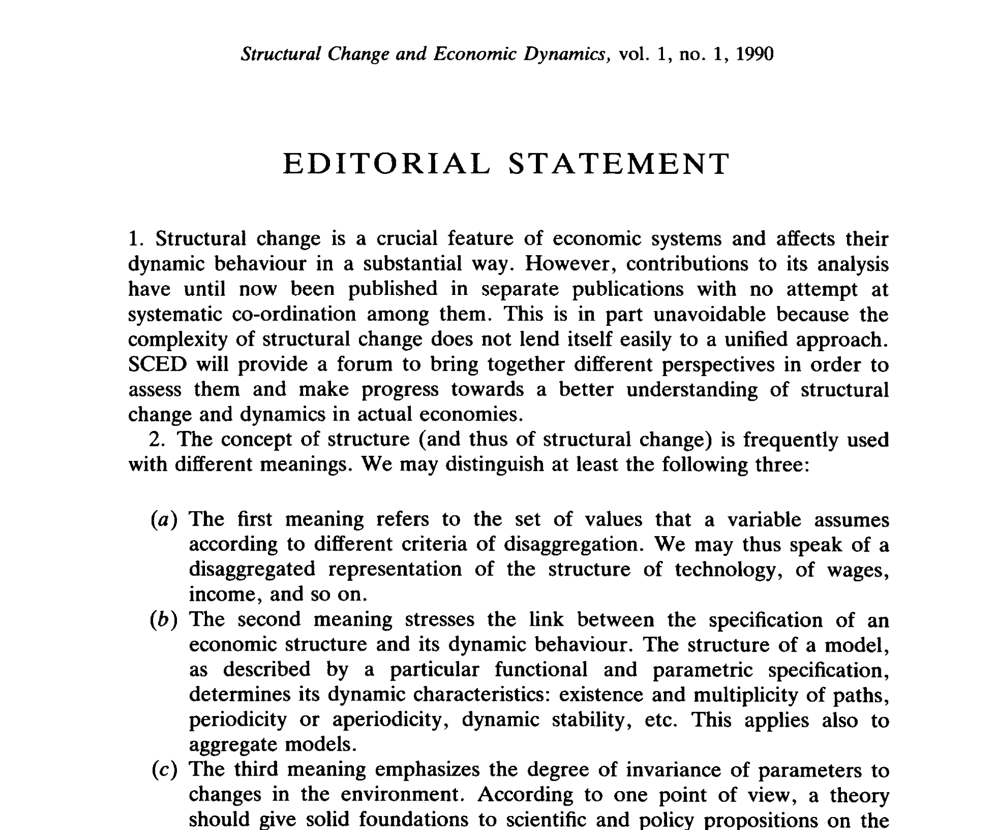 Structural Change and Economic Dynamics, vol. 1, no. 1, 1990
EDITORIAL STATEMENT
1. Structural change is a crucial feature of economic systems and affects their
dynamic behaviour in a substantial way. However, contributions to its analysis
have until now been published in separate publications with no attempt at
systematic co-ordination among them. This is in part unavoidable because the
complexity of structural change does not lend itself easily to a unified approach.
SCED will provide a forum to bring together different perspectives in order to
assess them and make progress towards a better understanding of structural
change and dynamics in actual economies.
2. The concept of structure (and thus of structural change) is frequently used
with different meanings. We may distinguish at least the following three:
(a) The first meaning refers to the set of values that a variable assumes
according to different criteria of disaggregation. We may thus speak of a
disaggregated representation of the structure of technology, of wages,
income, and so on.
(b) The second meaning stresses the link between the specification of an
economic structure and its dynamic behaviour. The structure of a model,
as described by a particular functional and parametric specification,
determines its dynamic characteristics: existence and multiplicity of paths,
periodicity or aperiodicity, dynamic stability, etc. This applies also to
aggregate models.
(c) The third meaning emphasizes the degree of invariance of parameters to
changes in the environment. According to one point of view, a theory
should give solid foundations to scientific and policy propositions on the